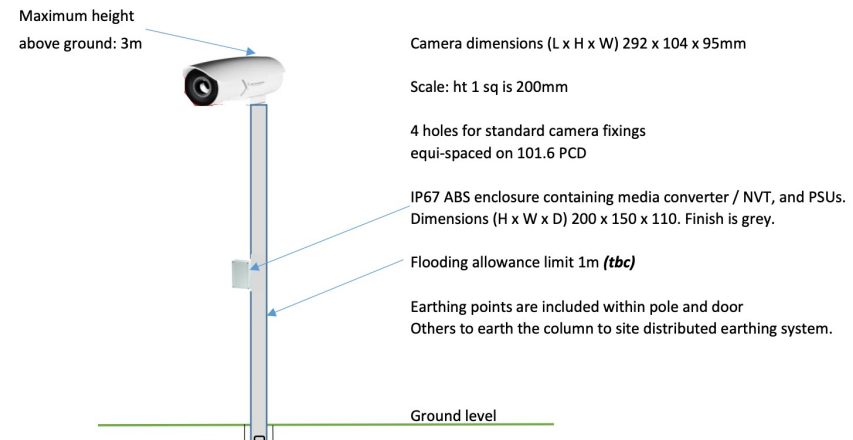 Maximum height
above ground: 3m
Camera dimensions (L x H x W) 292 x 104 x 95mm
Scale: ht 1 sq is 200mm
4 holes for standard camera fixings
equi-spaced on 101.6 PCD
IP67 ABS enclosure containing media converter / NVT, and PSUs.
Dimensions (H x W x D) 200 x 150 x 110. Finish is grey.
Flooding allowance limit 1m (tbc)
Earthing points are included within pole and door
Others to earth the column to site distributed earthing system.
Ground level